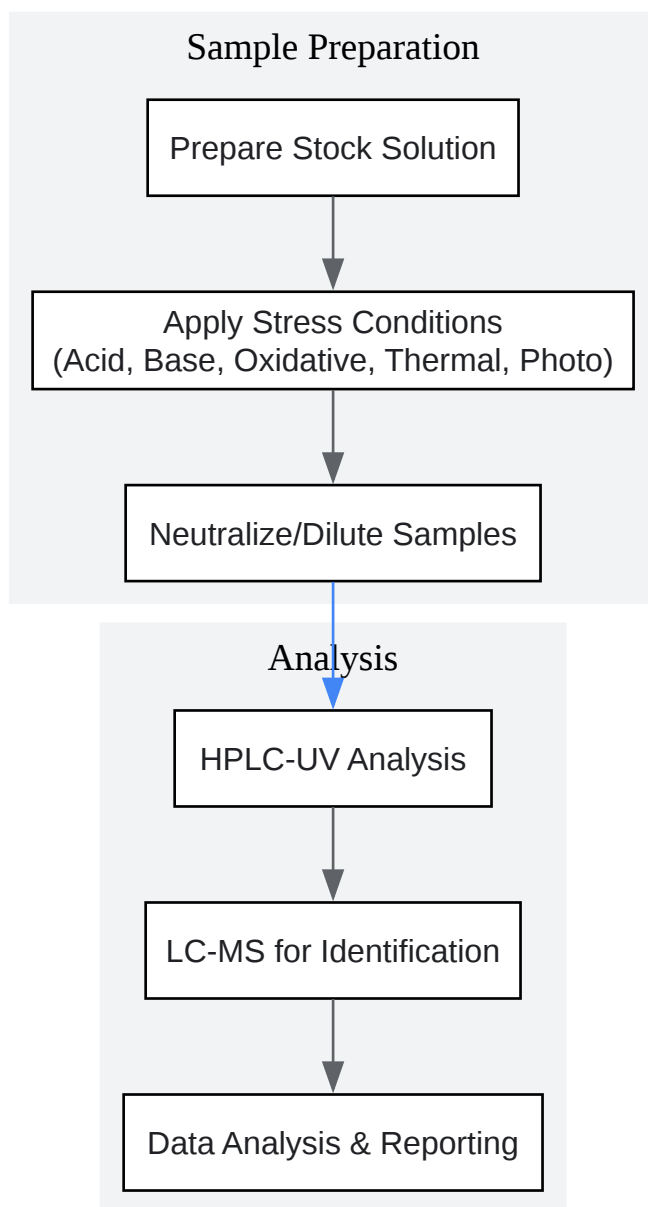 Sample Preparation
Prepare Stock Solution
Apply Stress Conditions
(Acid, Base, Oxidative, Thermal, Photo)
Neutralize/Dilute Samples
Analysis
HPLC-UV Analysis
LC-MS for Identification
Data Analysis & Reporting